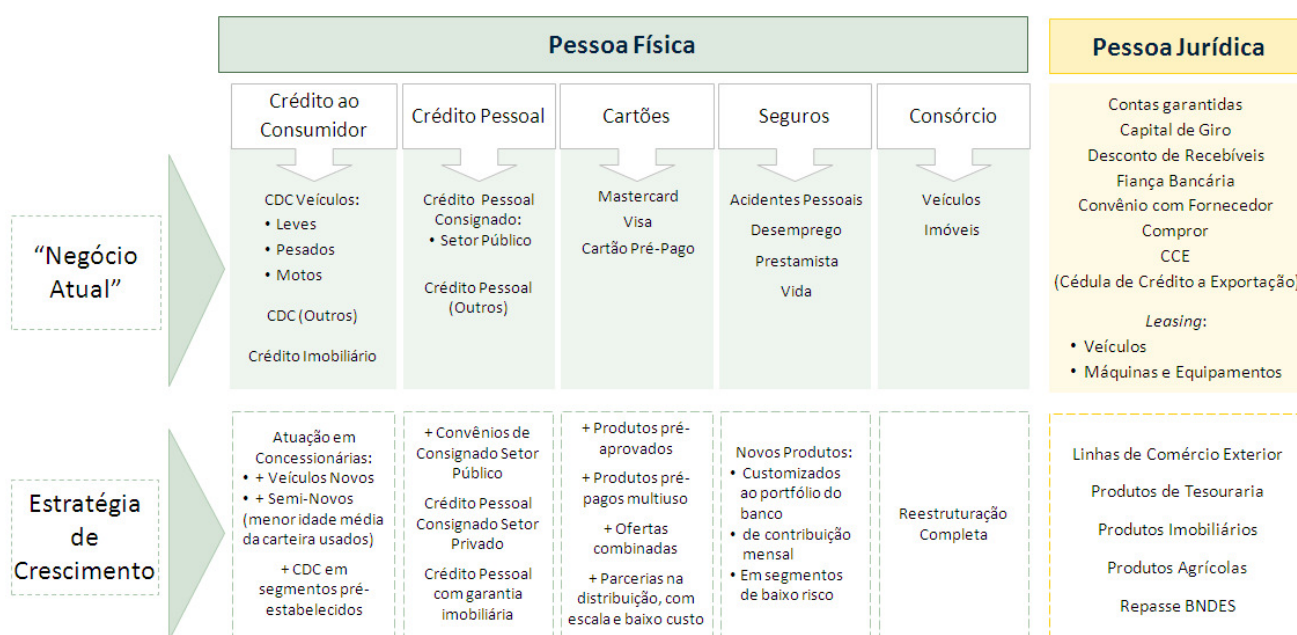 Pessoa Física
Pessoa Jurídica
Crédito ao
Consumidor
Crédito Pessoal
Cartões
Seguros
Consórcio
“Negócio
Atual”
CDC Veículos:
• Leves
• Pesados
• Motos
CDC (Outros)
Crédito Imobiliário
Crédito Pessoal
Consignado:
• Setor Público
Crédito Pessoal
(Outros)
Mastercard
Visa
Cartão Pré-Pago
Acidentes Pessoais
Desemprego
Prestamista
Vida
Veículos
Imóveis
Contas garantidas
Capital de Giro
Desconto de Recebíveis
Fiança Bancária
Convênio com Fornecedor
Compror
CCE
(Cédula de Crédito a Exportação)
Leasing:
• Veículos
• Máquinas e Equipamentos
Estratégia
de
Crescimento
Atuação em
Concessionárias:
• + Veículos Novos
• + Semi-Novos
(menor idade média
da carteira usados)
+ CDC em
segmentos pré-
estabelecidos
+ Convênios de
Consignado Setor
Público
Crédito Pessoal
Consignado Setor
Privado
Crédito Pessoal
com garantia
imobiliária
+ Produtos pré-
aprovados
+ Produtos pré-
pagos multiuso
+ Ofertas
combinadas
+ Parcerias na
distribuição, com
escala e baixo custo
Novos Produtos:
• Customizados
ao portfólio do
banco
• de contribuição
mensal
• Em segmentos
de baixo risco
Reestruturação
Completa
Linhas de Comércio Exterior
Produtos de Tesouraria
Produtos Imobiliários
Produtos Agrícolas
Repasse BNDES